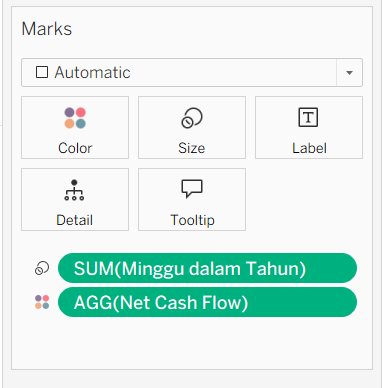 Marks
Automatic
Color Size Label
Detail Tooltip
SUM(Minggu dalam Tahun)
AGG(Net Cash Flow)